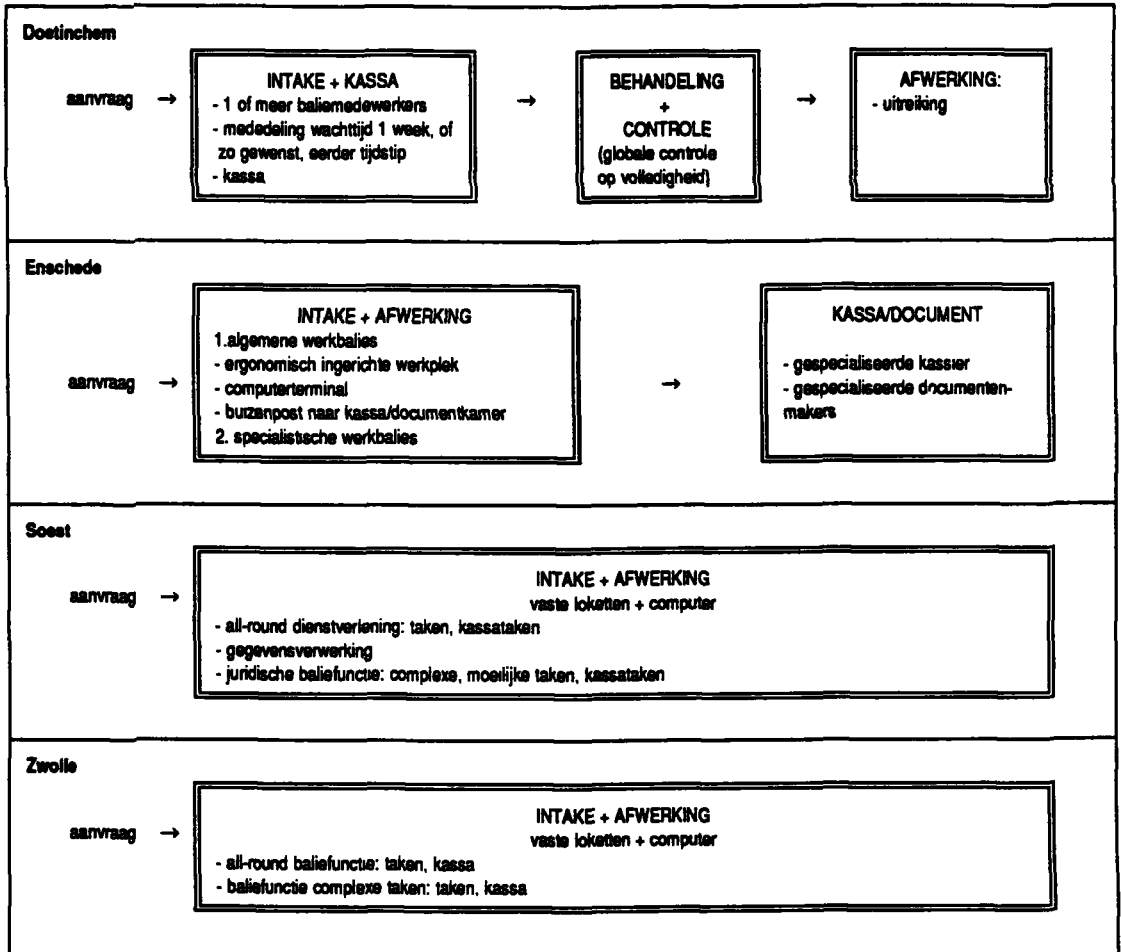 Doetinchem
aanvraag →
INTAKE + KASSA
- 1 of meer baliemedewerkers
- mededeling wachttijd 1 week, of
zo gewenst, eerder tijdstip
- kassa
→
BEHANDELING
+
CONTROLE
(globale controle
op volledigheid)
→
AFWERKING:
- uitreiking
Enschede
aanvraag →
INTAKE + AFWERKING
1.algemene werkbalies
- ergonomisch ingerichte werkplek
- computerterminal
- buizenpost naar kassa/documentkamer
2. specialistische werkbalies
→
KASSA/DOCUMENT
- gespecialiseerde kassier
- gespecialiseerde documenten-
makers
Soest
aanvraag →
INTAKE + AFWERKING
vaste loketten + computer
- all-round dienstverlening: taken, kassataken
- gegevensverwerking
- juridische baliefunctie: complexe, moeilijke taken, kassataken
Zwolle
aanvraag →
INTAKE + AFWERKING
vaste loketten + computer
- all-round baliefunctie: taken, kassa
- baliefunctie complexe taken: taken, kassa